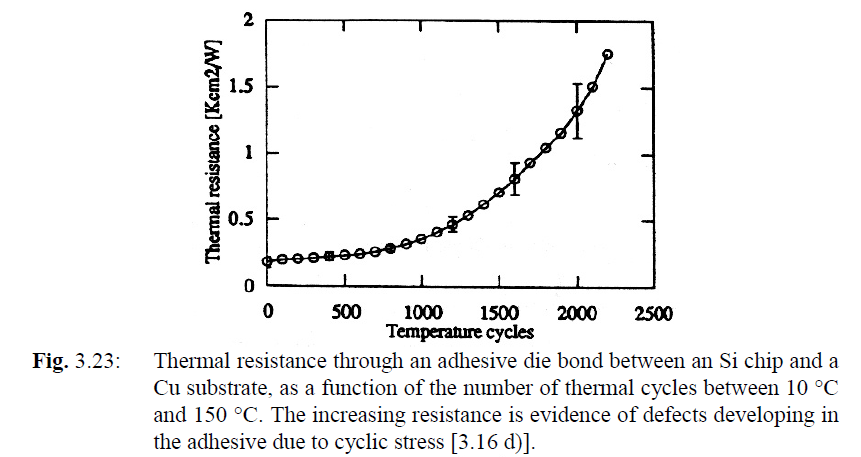 2
1.5
1
0.5
0
Thermal resistance [Kcm2/W]
0 500 1000 1500 2000 2500
Temperature cycles
Fig. 3.23: Thermal resistance through an adhesive die bond between an Si chip and a
Cu substrate, as a function of the number of thermal cycles between 10 °C
and 150 °C. The increasing resistance is evidence of defects developing in
the adhesive due to cyclic stress [3.16 d)].